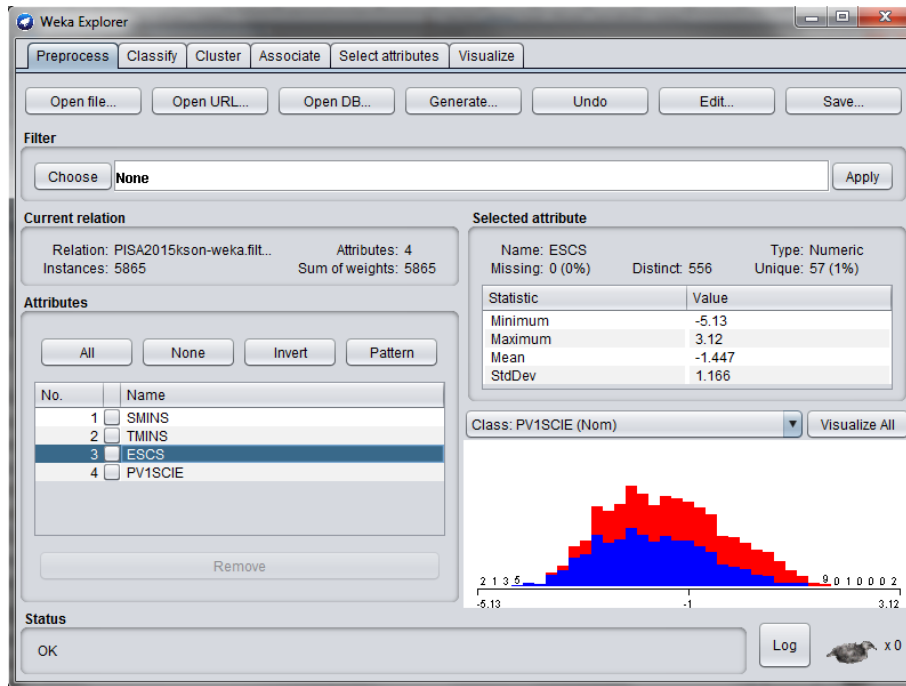 Weka Explorer
Preprocess Classify Cluster Associate Select attributes Visualize
Open file... Open URL... Open DB... Generate... Undo Edit... Save...
Filter
Choose None Apply
Current relation
Relation: PISA2015kson-weka.filt... Attributes: 4
Instances: 5865 Sum of weights: 5865
Attributes
All None Invert Pattern
No. Name
1 SMINS
2 TMINS
3 ESCS
4 PV1SCIE
Remove
Selected attribute
Name: ESCS Type: Numeric
Missing: 0 (0%) Distinct: 556 Unique: 57 (1%)
Statistic Value
Minimum -5.13
Maximum 3.12
Mean -1.447
StdDev 1.166
Class: PV1SCIE (Nom) Visualize All
2 1 3 5 9 0 1 0 0 0 2
-5.13 -1 3.12
Status
OK
Log x 0